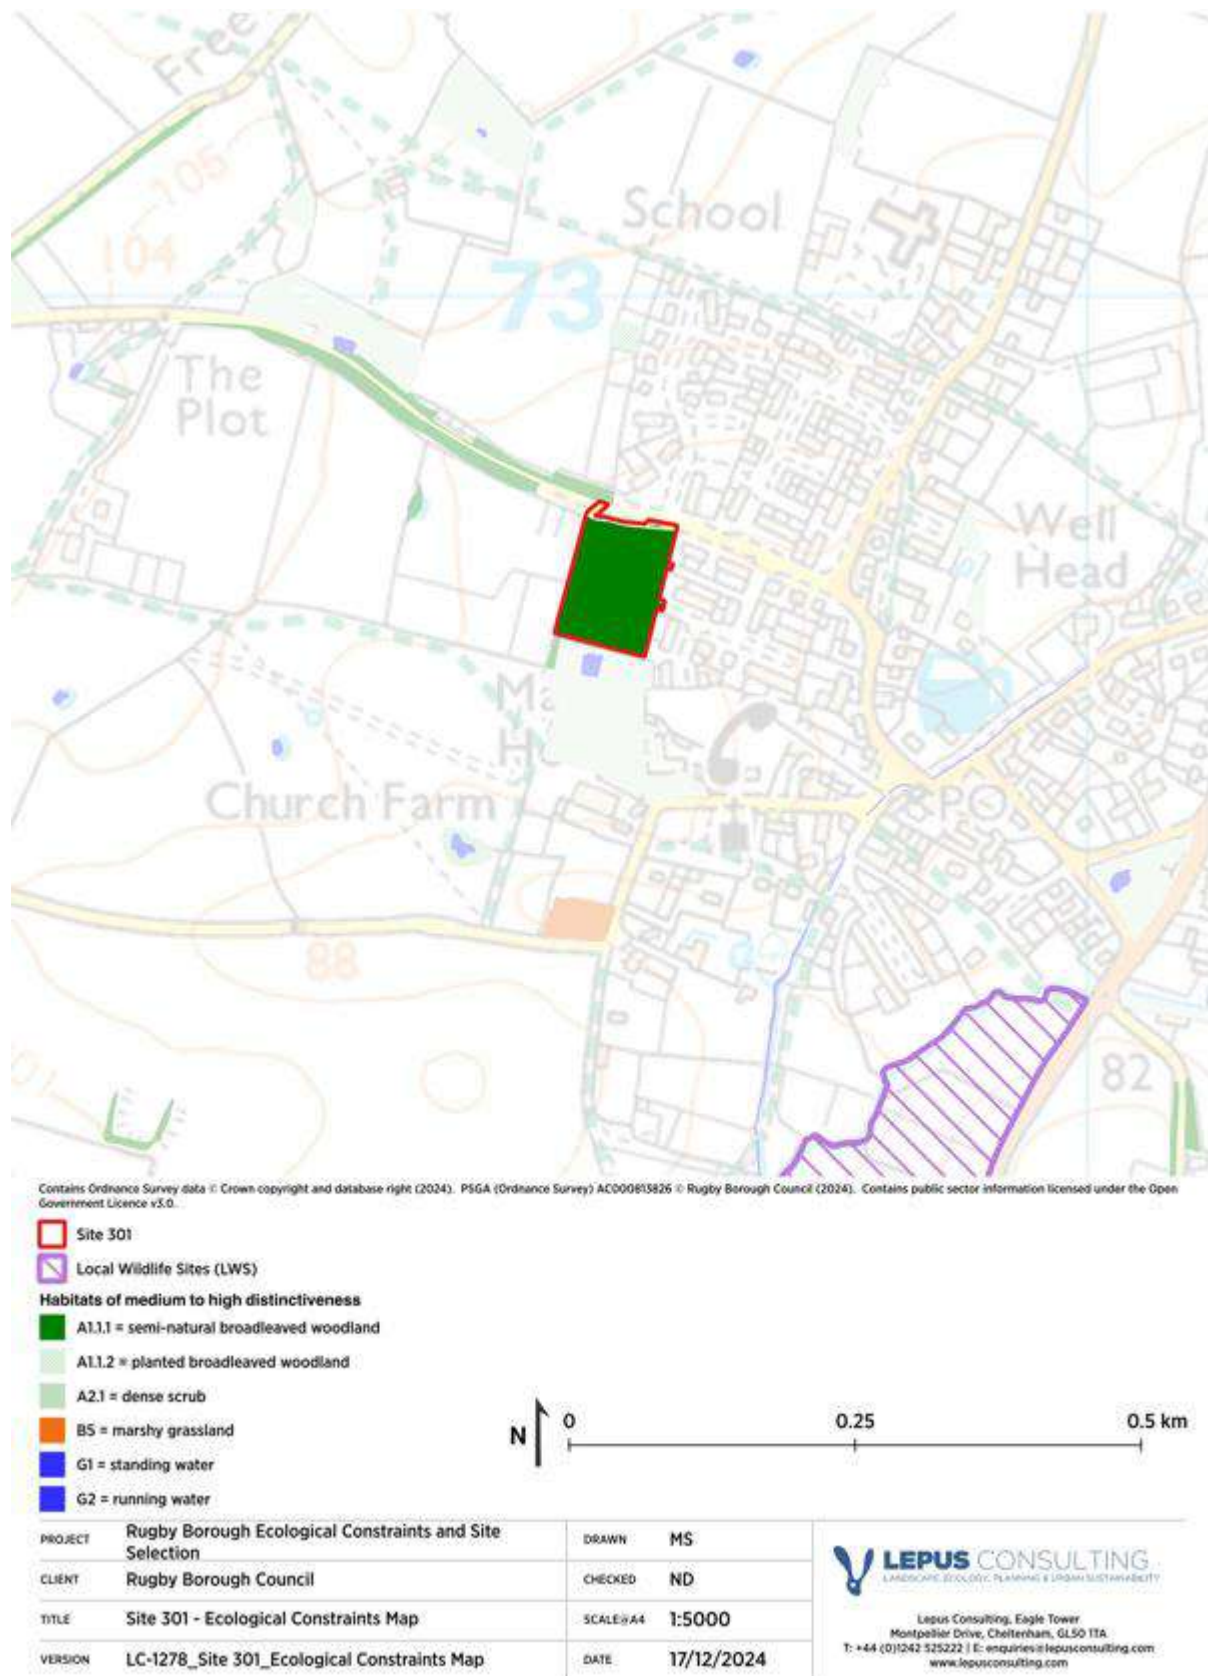 Free
105
104
School
73
The
Plot
Well
Head
Ma
H
Church Farm
PO
88
01
82
Contains Ordnance Survey data © Crown copyright and database right (2024). PSGA (Ordnance Survey) AC000813826 © Rugby Borough Council (2024). Contains public sector information licensed under the Open
Government Licence v3.0.
Site 301
Local Wildlife Sites (LWS)
Habitats of medium to high distinctiveness
A1.1.1 = semi-natural broadleaved woodland
A1.1.2 = planted broadleaved woodland
A2.1 = dense scrub
B5 = marshy grassland
G1 = standing water
G2 = running water
N
0 0.25 0.5 km
PROJECT Rugby Borough Ecological Constraints and Site
Selection
DRAWN MS
CLIENT Rugby Borough Council
CHECKED ND
TITLE Site 301 - Ecological Constraints Map
SCALE@A4 1:5000
VERSION LC-1278_Site 301_Ecological Constraints Map
DATE 17/12/2024
LEPUS CONSULTING
LANDSCAPE, ECOLOGY, PLANNING & URBAN SUSTAINABILITY
Lepus Consulting, Eagle Tower
Montpellier Drive, Cheltenham, GL50 1TA
T: +44 (0)1242 525222 | E: enquiries@lepusconsulting.com
www.lepusconsulting.com